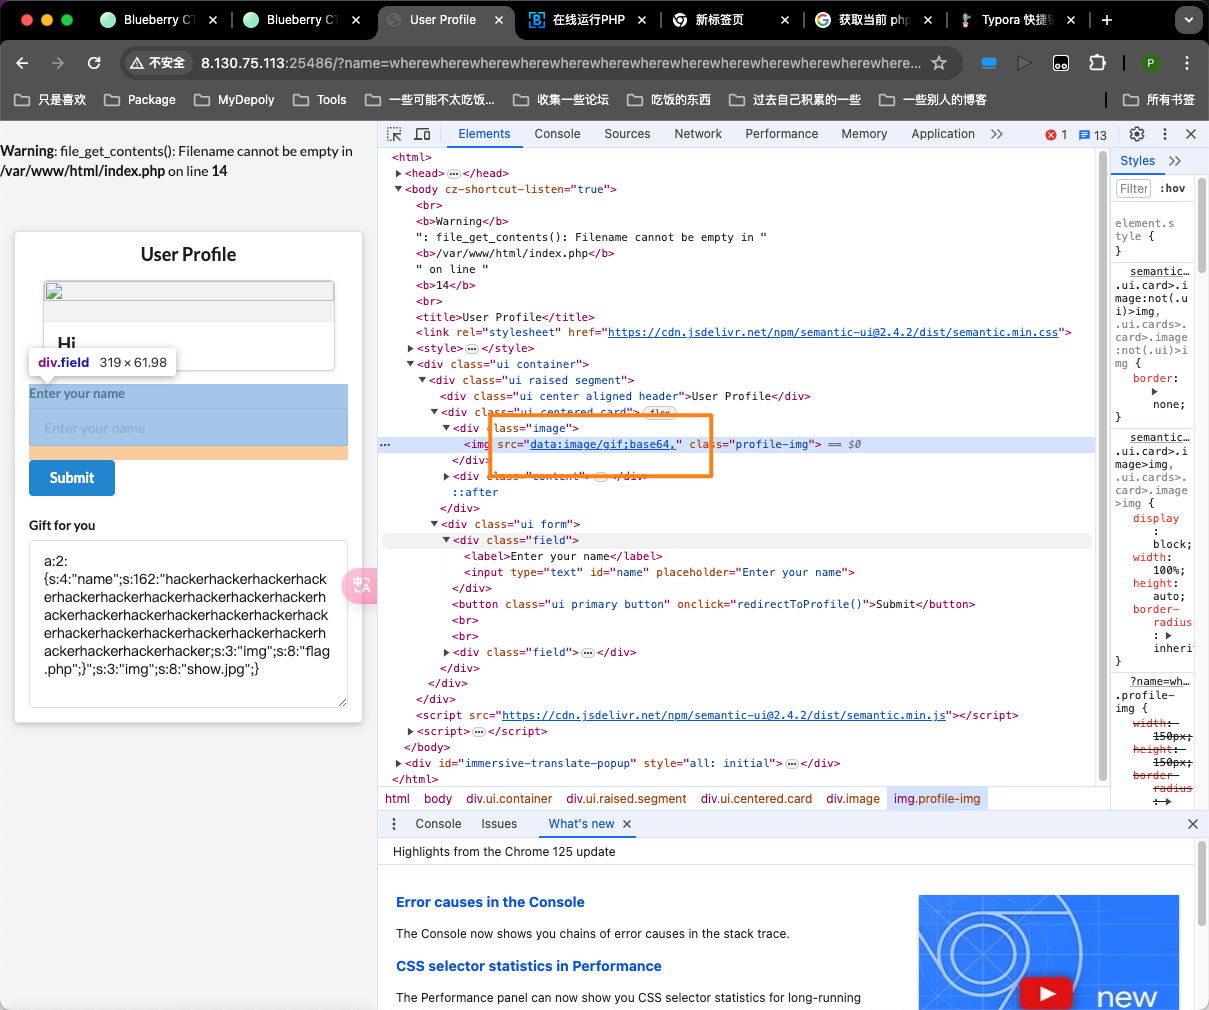 Blueberry CT
Blueberry CT
User Profile
在线运行PHP
新标签页
获取当前 php
Typora 快捷键
不安全
8.130.75.113:25486/?name=wherewherewherewherewherewherewherewherewherewherewherewherewhere...
P
只是喜欢
Package
MyDepoly
Tools
一些可能不太吃饭...
收集一些论坛
吃饭的东西
过去自己积累的一些
一些别人的博客
所有书签
Warning: file_get_contents(): Filename cannot be empty in
/var/www/html/index.php on line 14
User Profile
Hi
div.field 319 × 61.98
Enter your name
Enter your name
Submit
Gift for you
a:2:
{s:4:"name";s:162:"hackerhackerhackerhack
erhackerhackerhackerhackerhackerhackerh
ackerhackerhackerhackerhackerhackerhack
erhackerhackerhackerhackerhackerhackerh
ackerhackerhackerhacker;s:3:"img";s:8:"flag
.php";}";s:3:"img";s:8:"show.jpg";}
中 A
Elements
Console
Sources
Network
Performance
Memory
Application
1
13
<html>
<head> ... </head>
<body cz-shortcut-listen="true">
<br>
<b>Warning</b>
": file_get_contents(): Filename cannot be empty in "
<b>/var/www/html/index.php</b>
" on line "
<b>14</b>
<br>
<title>User Profile</title>
<link rel="stylesheet" href="https://cdn.jsdelivr.net/npm/semantic-ui@2.4.2/dist/semantic.min.css">
<style> ... </style>
<div class="ui container">
<div class="ui raised segment">
<div class="ui center aligned header">User Profile</div>
<div class="ui centered card"> flex
<div class="image">
<img src="data:image/gif;base64," class="profile-img"> == $0
</div>
<div class="content"> ... </div>
::after
</div>
<div class="ui form">
<div class="field">
<label>Enter your name</label>
<input type="text" id="name" placeholder="Enter your name">
</div>
<button class="ui primary button" onclick="redirectToProfile()">Submit</button>
<br>
<br>
<div class="field"> ... </div>
</div>
</div>
</div>
<script src="https://cdn.jsdelivr.net/npm/semantic-ui@2.4.2/dist/semantic.min.js"></script>
<script> ... </script>
</body>
<div id="immersive-translate-popup" style="all: initial"> ... </div>
</html>
html body div.ui.container div.ui.raised.segment div.ui.centered.card div.image img.profile-img
Styles
Filter :hov
element.s
tyle {
}
semantic...
.ui.card>.i
mage:not(.u
i)>img,
.ui.cards>.
card>.image
:not(.ui)>i
mg {
border:
none;
}
semantic...
.ui.card>.i
mage>img,
.ui.cards>.
card>.image
>img {
display
:
block;
width:
100%;
height:
auto;
border-
radius
:
inheri
}
?name=wh...
.profile-
img {
width:
150px;
height:
150px;
border-
radius
:
Console
Issues
What's new
Highlights from the Chrome 125 update
Error causes in the Console
The Console now shows you chains of error causes in the stack trace.
CSS selector statistics in Performance
The Performance panel can now show you CSS selector statistics for long-running
new